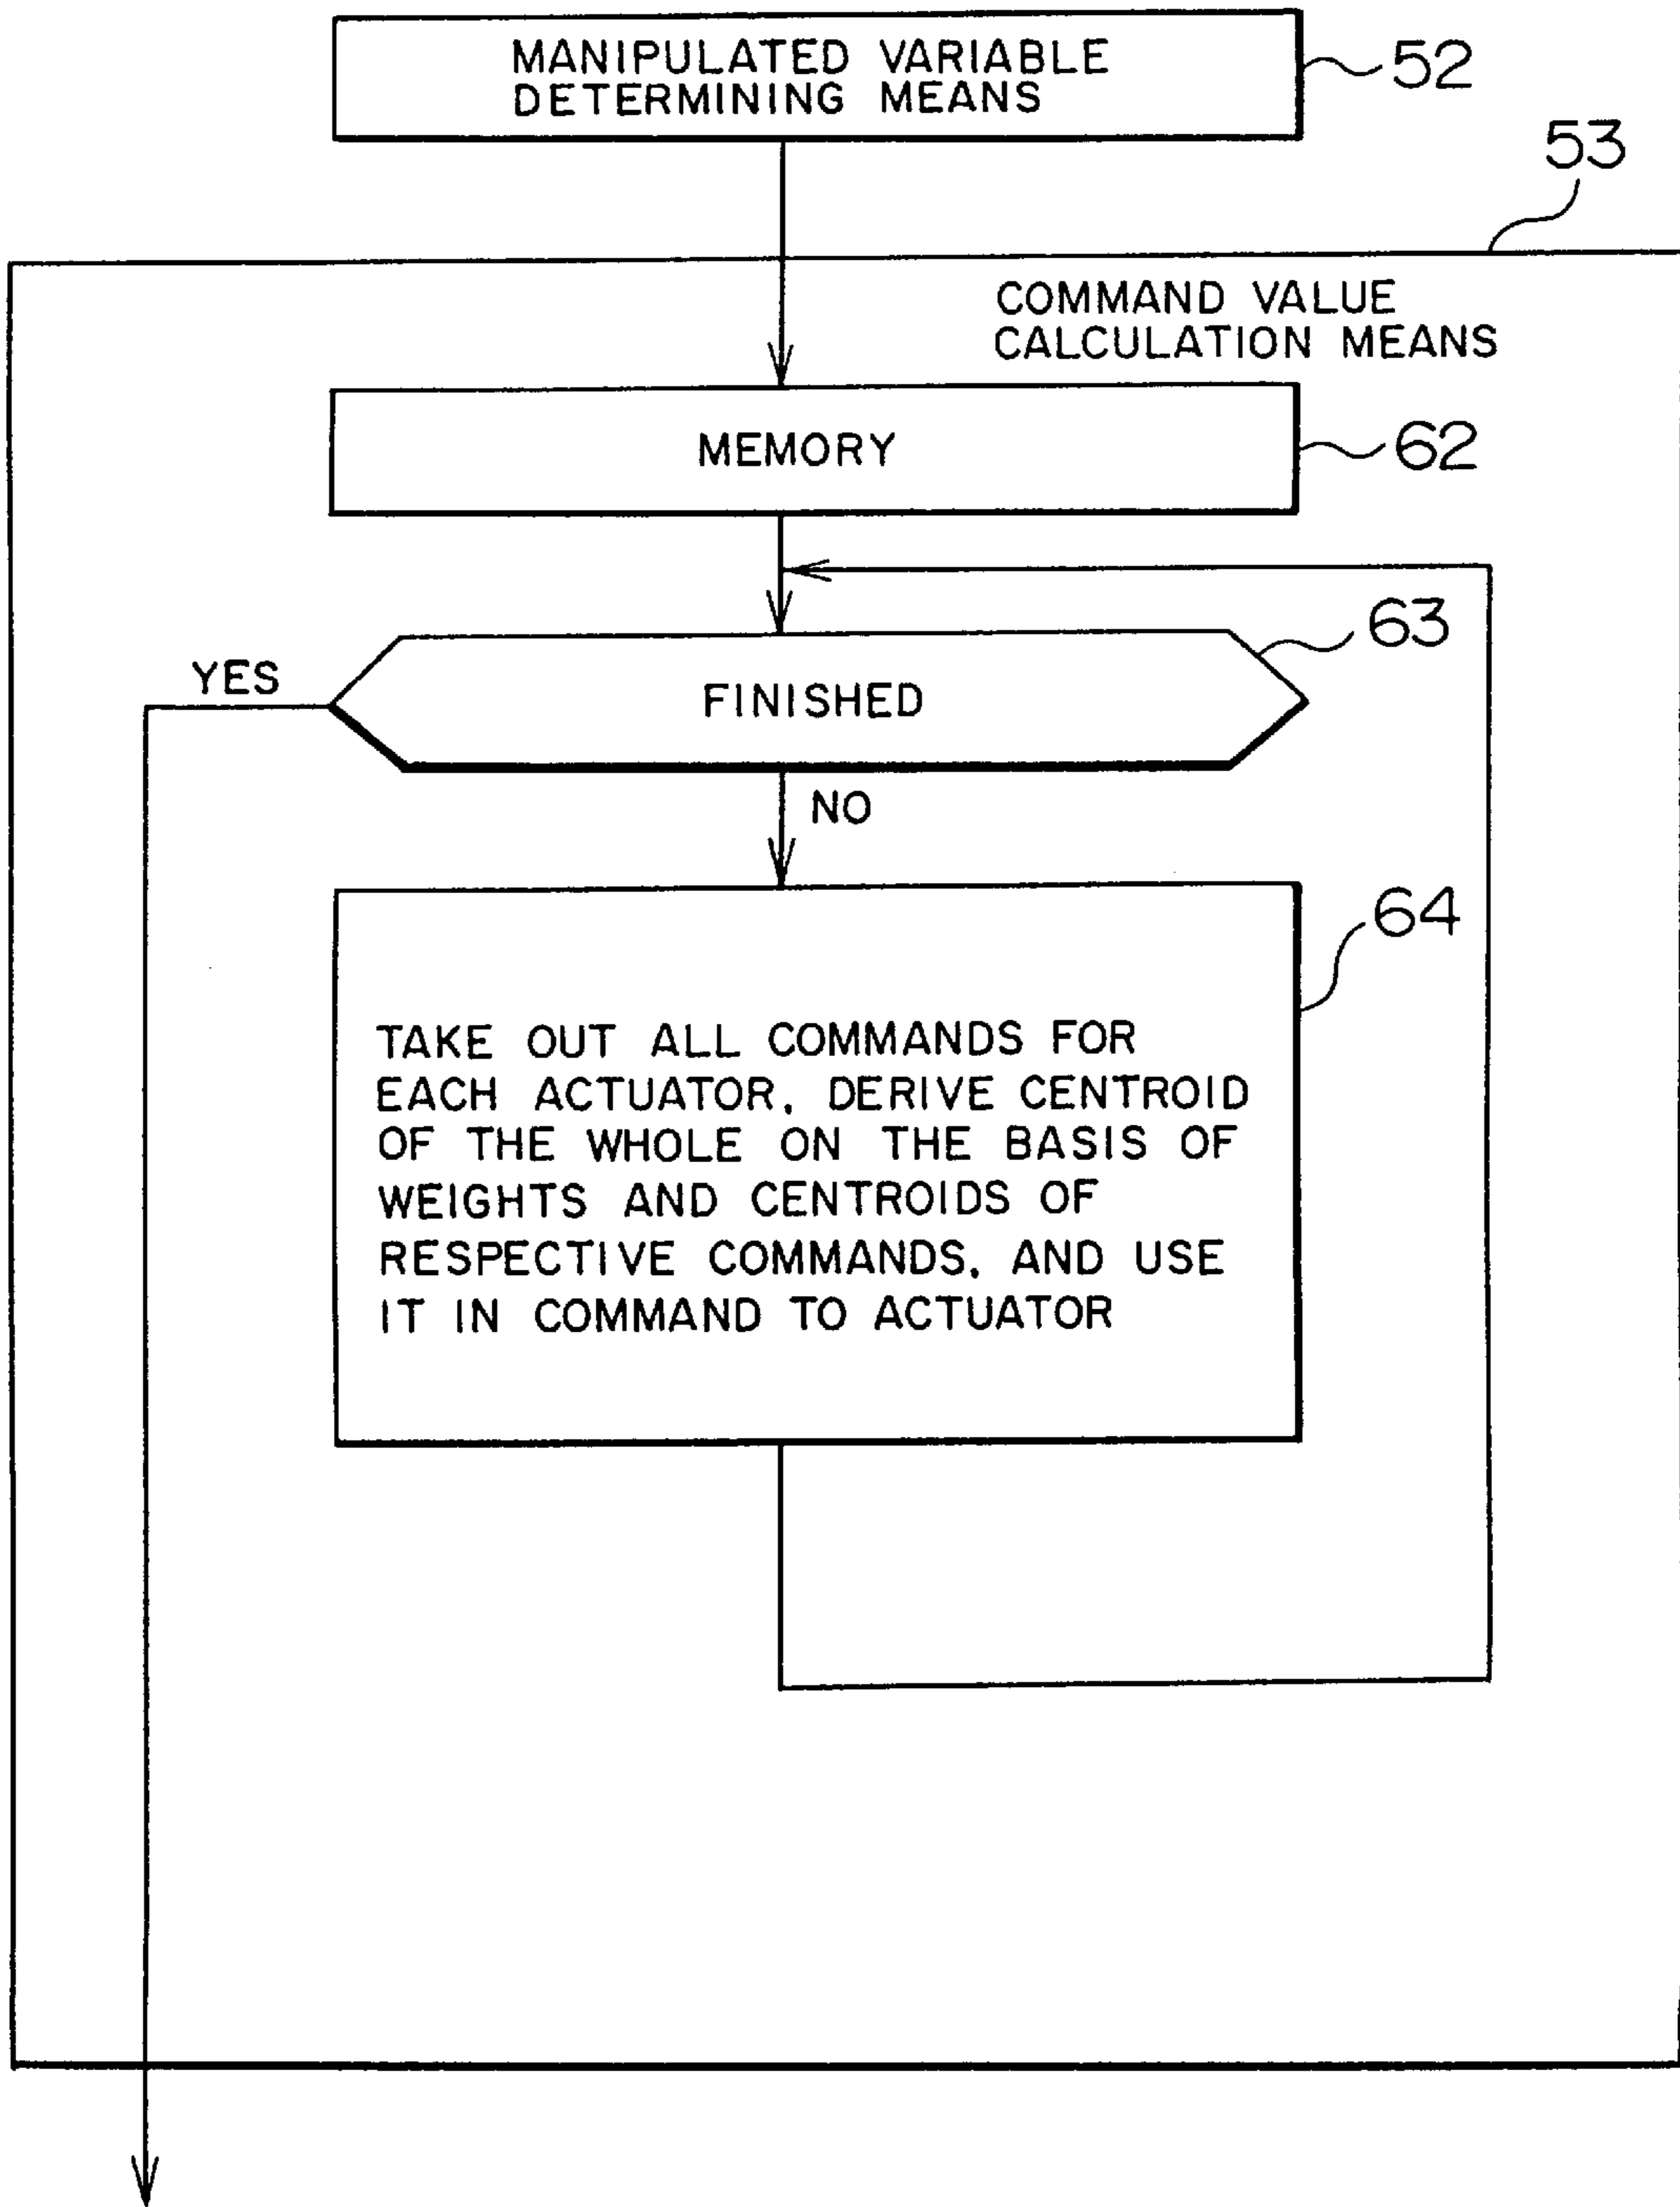 MANIPULATED VARIABLE
DETERMINING MEANS
52
53
COMMAND VALUE
CALCULATION MEANS
MEMORY
62
63
YES
FINISHED
NO
64
TAKE OUT ALL COMMANDS FOR
EACH ACTUATOR, DERIVE CENTROID
OF THE WHOLE ON THE BASIS OF
WEIGHTS AND CENTROIDS OF
RESPECTIVE COMMANDS, AND USE
IT IN COMMAND TO ACTUATOR